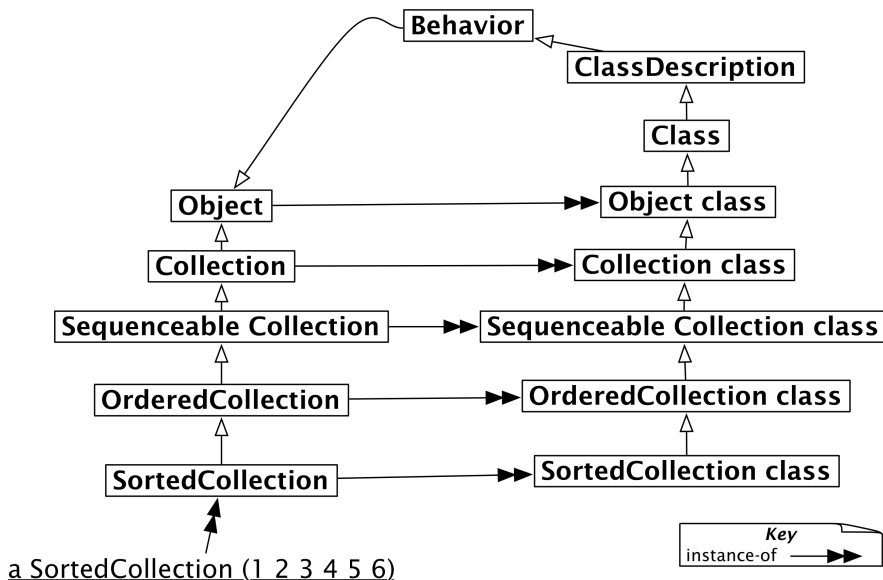 Behavior
ClassDescription
Class
Object
Object class
Collection
Collection class
Sequenceable Collection
Sequenceable Collection class
OrderedCollection
OrderedCollection class
SortedCollection
SortedCollection class
a SortedCollection (1 2 3 4 5 6)
Key
instance-of